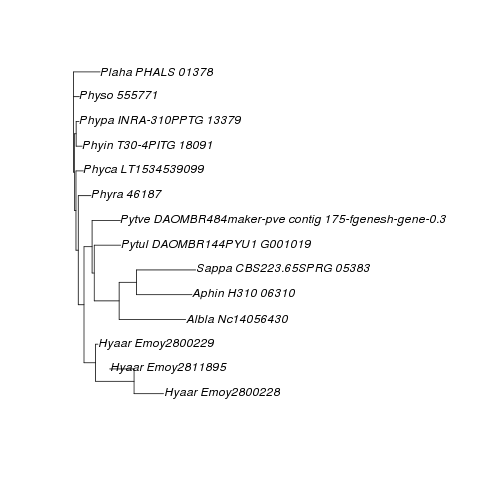 Plaha PHALS 01378
Physo 555771
Phypa INRA-310PPTG 13379
Phyin T30-4PITG 18091
Phyca LT1534539099
Phyra 46187
Pytve DAOMBR484maker-pve contig 175-fgenesh-gene-0.3
Pytul DAOMBR144PYU1 G001019
Sappa CBS223.65SPRG 05383
Aphin H310 06310
Albla Nc14056430
Hyaar Emoy2800229
Hyaar Emoy2811895
Hyaar Emoy2800228